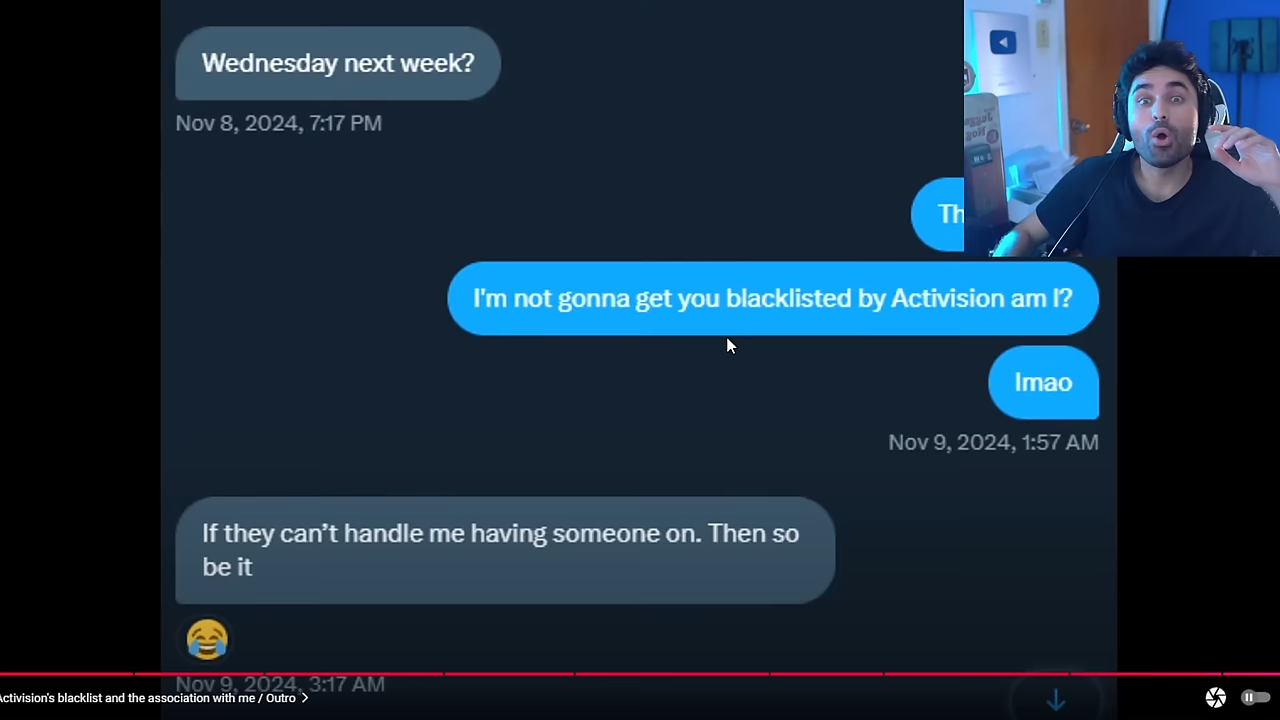 Wednesday next week?
Nov 8, 2024, 7:17 PM
Th
I'm not gonna get you blacklisted by Activision am I?
lmao
Nov 9, 2024, 1:57 AM
If they can’t handle me having someone on. Then so
be it
Nov 9, 2024, 3:17 AM
Activision's blacklist and the association with me / Outro